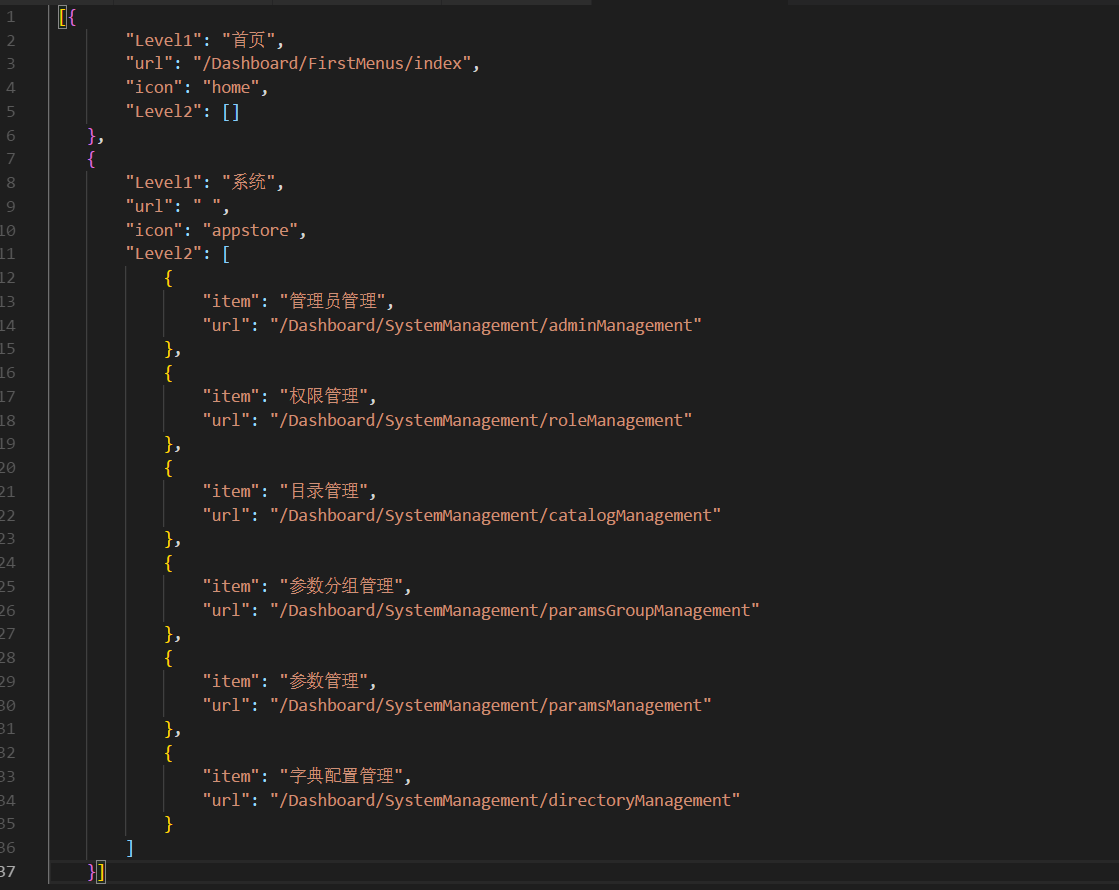 1 [{
2 "Level1": "首页",
3 "url": "/Dashboard/FirstMenus/index",
4 "icon": "home",
5 "Level2": []
6 },
7 {
8 "Level1": "系统",
9 "url": " ",
10 "icon": "appstore",
11 "Level2": [
12 {
13 "item": "管理员管理",
14 "url": "/Dashboard/SystemManagement/adminManagement"
15 },
16 {
17 "item": "权限管理",
18 "url": "/Dashboard/SystemManagement/roleManagement"
19 },
20 {
21 "item": "目录管理",
22 "url": "/Dashboard/SystemManagement/catalogManagement"
23 },
24 {
25 "item": "参数分组管理",
26 "url": "/Dashboard/SystemManagement/paramsGroupManagement"
27 },
28 {
29 "item": "参数管理",
30 "url": "/Dashboard/SystemManagement/paramsManagement"
31 },
32 {
33 "item": "字典配置管理",
34 "url": "/Dashboard/SystemManagement/directoryManagement"
35 }
36 ]
37 }]